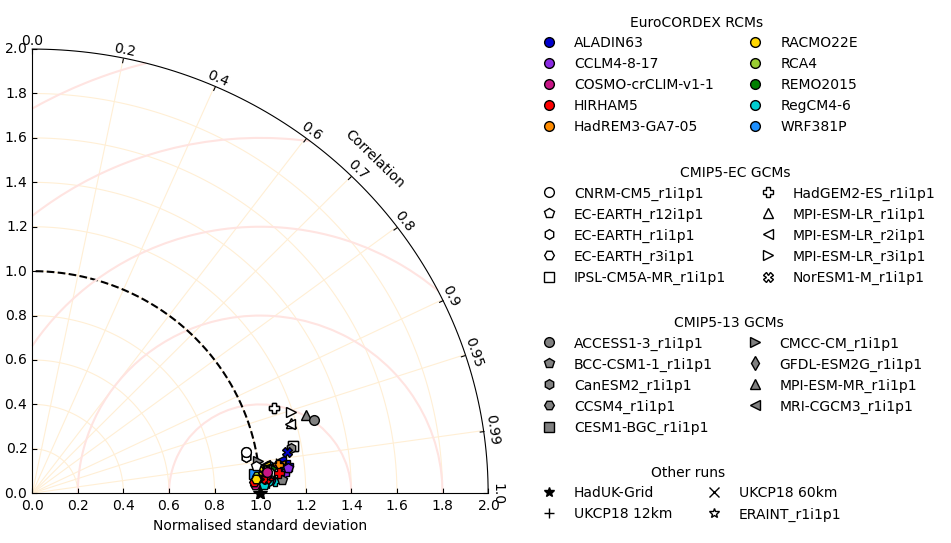 EuroCORDEX RCMs
ALADIN63 RACMO22E
CCLM4-8-17 RCA4
COSMO-crCLIM-v1-1 REMO2015
HIRHAM5 RegCM4-6
HadREM3-GA7-05 WRF381P
CMIP5-EC GCMs
CNRM-CM5_r1i1p1 HadGEM2-ES_r1i1p1
EC-EARTH_r12i1p1 MPI-ESM-LR_r1i1p1
EC-EARTH_r1i1p1 MPI-ESM-LR_r2i1p1
EC-EARTH_r3i1p1 MPI-ESM-LR_r3i1p1
IPSL-CM5A-MR_r1i1p1 NorESM1-M_r1i1p1
CMIP5-13 GCMs
ACCESS1-3_r1i1p1 CMCC-CM_r1i1p1
BCC-CSM1-1_r1i1p1 GFDL-ESM2G_r1i1p1
CanESM2_r1i1p1 MPI-ESM-MR_r1i1p1
CCSM4_r1i1p1 MRI-CGCM3_r1i1p1
CESM1-BGC_r1i1p1
Other runs
HadUK-Grid UKCP18 60km
UKCP18 12km ERAINT_r1i1p1
0.0
0.2
0.4
0.6
Correlation
0.7
0.8
0.9
0.95
0.99
1.0
2.0
1.8
1.6
1.4
1.2
1.0
0.8
0.6
0.4
0.2
0.0
0.0 0.2 0.4 0.6 0.8 1.0 1.2 1.4 1.6 1.8 2.0
Normalised standard deviation